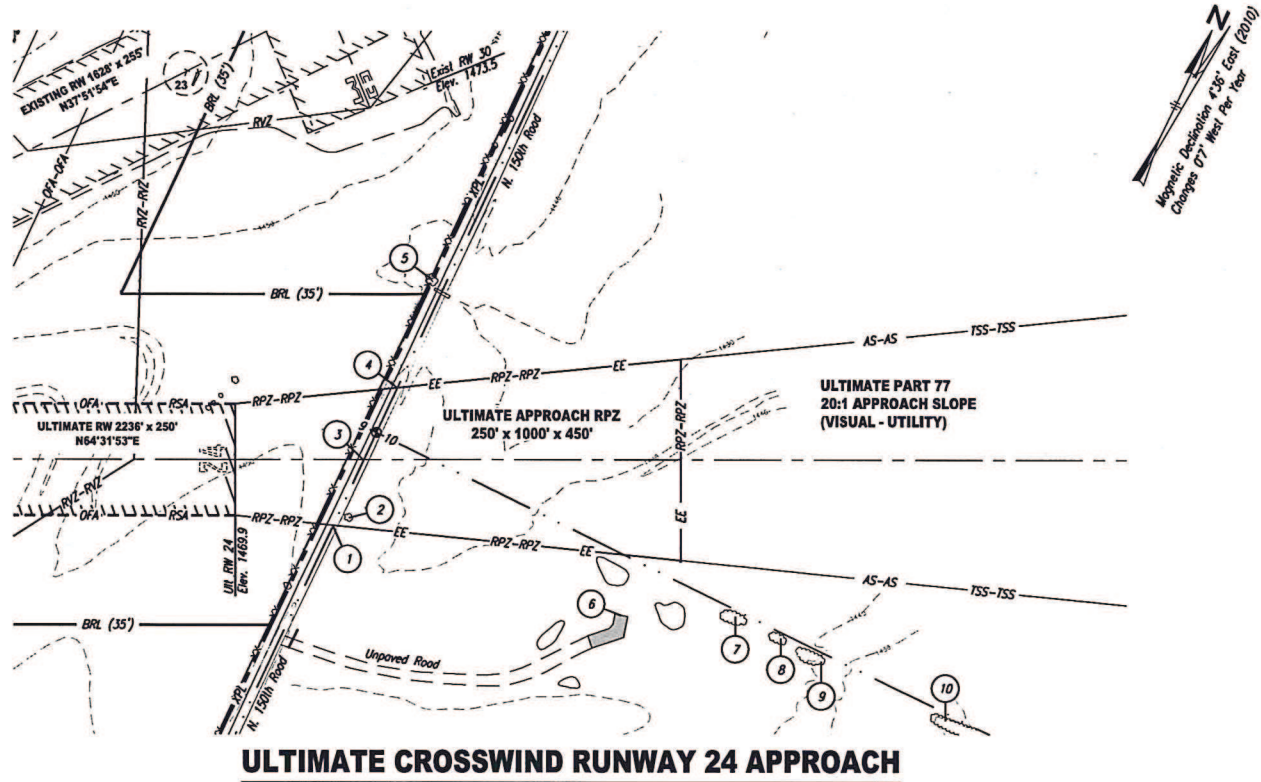 N
Magnetic Declination 4°36' East (2010)
Changes 0°7' West Per Year
EXISTING RW 1628' x 255'
N37°51'54"E
23
BRL (35')
Exist RW 30
Elev. 1473.5
RVZ
OFA-OFA
RVZ-RVZ
XPL
N. 150th Road
1460
1450
5
BRL (35')
4
AS-AS
TSS-TSS
EE
RPZ-RPZ
EE
RPZ-RPZ
OFA
RSA
ULTIMATE RW 2236' x 250'
N64°31'53"E
ULTIMATE APPROACH RPZ
250' x 1000' x 450'
ULTIMATE PART 77
20:1 APPROACH SLOPE
(VISUAL - UTILITY)
RPZ-RPZ
3
10
RVZ-RVZ
OFA
RSA
RPZ-RPZ
2
EE
RPZ-RPZ
EE
EE
1
Ult. RW 24
Elev. 1469.9
AS-AS
TSS-TSS
BRL (35')
6
7
8
9
10
Unpaved Road
XPL
N. 150th Road
ULTIMATE CROSSWIND RUNWAY 24 APPROACH